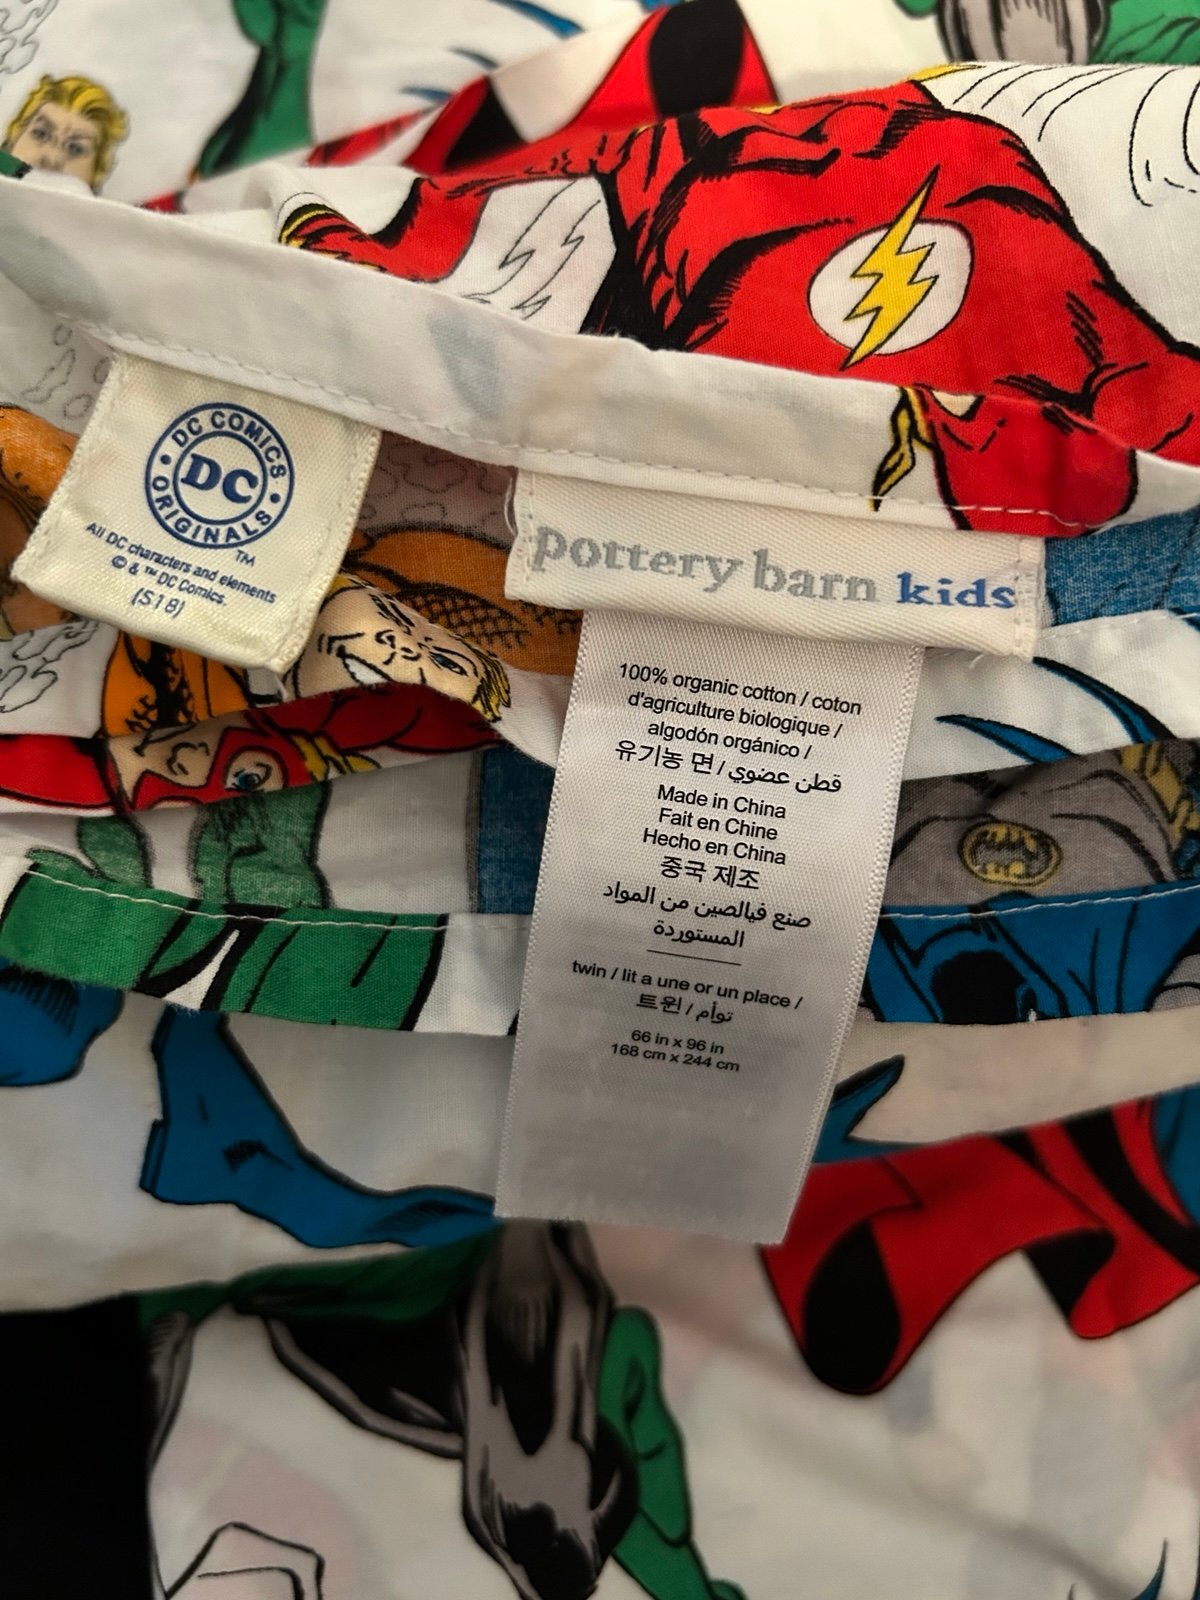 DC COMICS
DC
ORIGINALS
TM
All DC characters and elements
© & ™ DC Comics.
(S18)
pottery barn kids
100% organic cotton / coton
d'agriculture biologique /
algodón orgánico /
유기농 면 / قطن عضوي
Made in China
Fait en Chine
Hecho en China
중국 제조
صنع فيالصين من المواد
المستوردة
twin / lit a une or un place /
트윈 / توأم
66 in x 96 in
168 cm x 244 cm